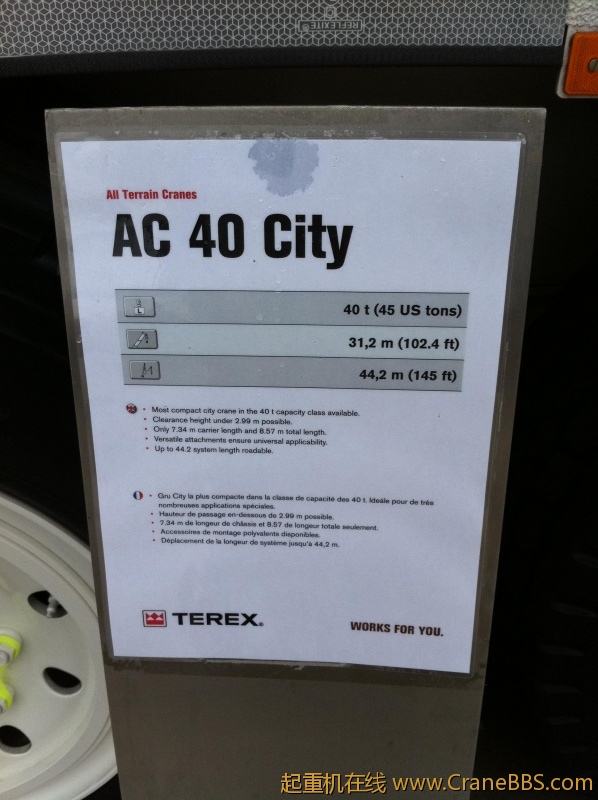 REFLEXITE
All Terrain Cranes
AC 40 City
L
40 t (45 US tons)
31,2 m (102.4 ft)
44,2 m (145 ft)
• Most compact city crane in the 40 t capacity class available.
• Clearance height under 2.99 m possible.
• Only 7.34 m carrier length and 8.57 m total length.
• Versatile attachments ensure universal applicability.
• Up to 44.2 system length roadable.
• Gru City la plus compacte dans la classe de capacité des 40 t. Ideále pour de trés
nombreuses applications spéciales.
• Hauteur de passage en-dessous de 2.99 m possible.
• 7.34 m de longeur de châssis et 8.57 de longeur totale seulement.
• Accessoires de montage polyvalents disponibles.
• Déplacement de la longeur de système jusqu'à 44,2 m.
TEREX®
WORKS FOR YOU.
起重机在线 www.CraneBBS.com